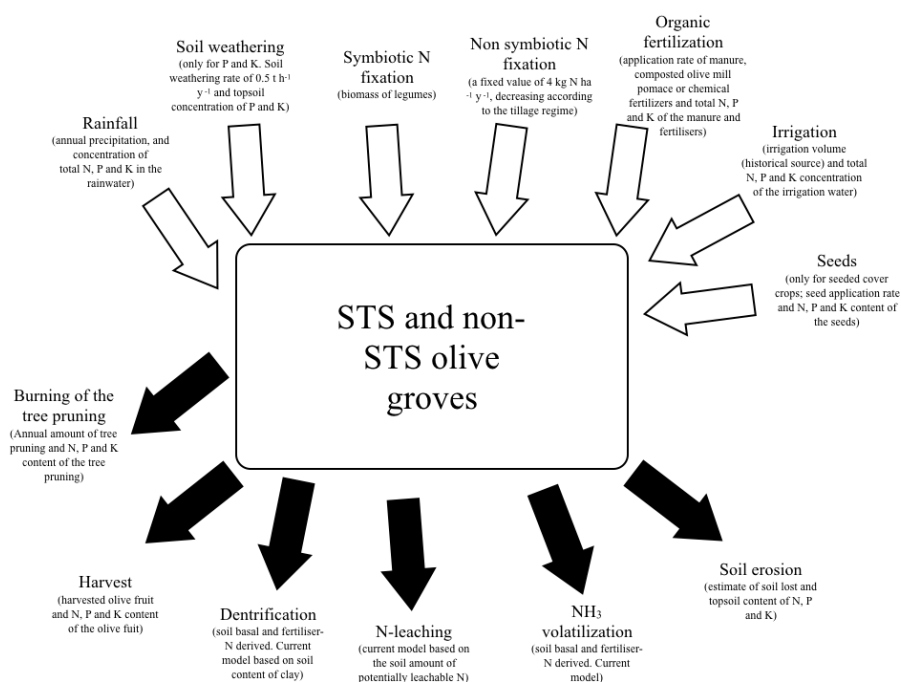 Soil weathering
(only for P and K. Soil
weathering rate of 0.5 t h-1
y-1 and topsoil
concentration of P and K)
Symbiotic N
fixation
(biomass of legumes)
Non symbiotic N
fixation
(a fixed value of 4 kg N ha
-1 y-1, decreasing according
to the tillage regime)
Organic
fertilization
(application rate of manure,
composted olive mill
pomace or chemical
fertilizers and total N, P
and K of the manure and
fertilisers)
Rainfall
(annual precipitation, and
concentration of
total N, P and K in the
rainwater)
Irrigation
(irrigation volume
(historical source) and total
N, P and K concentration
of the irrigation water)
Seeds
(only for seeded cover
crops; seed application rate
and N, P and K content of
the seeds)
STS and non-
STS olive
groves
Burning of the
tree pruning
(Annual amount of tree
pruning and N, P and K
content of the tree
pruning)
Harvest
(harvested olive fruit
and N, P and K content
of the olive fuit)
Dentrification
(soil basal and fertiliser-
N derived. Current
model based on soil
content of clay)
N-leaching
(current model based on
the soil amount of
potentially leachable N)
NH3
volatilization
(soil basal and fertiliser-
N derived. Current
model)
Soil erosion
(estimate of soil lost and
topsoil content of N, P
and K)